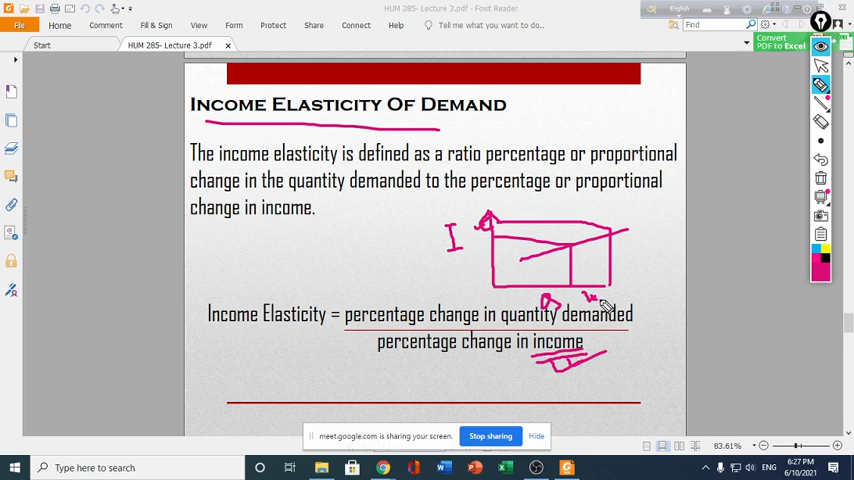 HUM 285- Lecture 3.pdf - Foxit Reader
English
File
Home
Comment
Fill & Sign
View
Form
Protect
Share
Connect
Help
Tell me what you want to do...
Find
Start
HUM 285- Lecture 3.pdf
Convert
PDF to Excel
INCOME ELASTICITY OF DEMAND
The income elasticity is defined as a ratio percentage or proportional
change in the quantity demanded to the percentage or proportional
change in income.
I
Income Elasticity = percentage change in quantity demanded
percentage change in income
meet.google.com is sharing your screen.
Stop sharing
Hide
83.61%
Type here to search
ENG
6:27 PM
6/10/2021